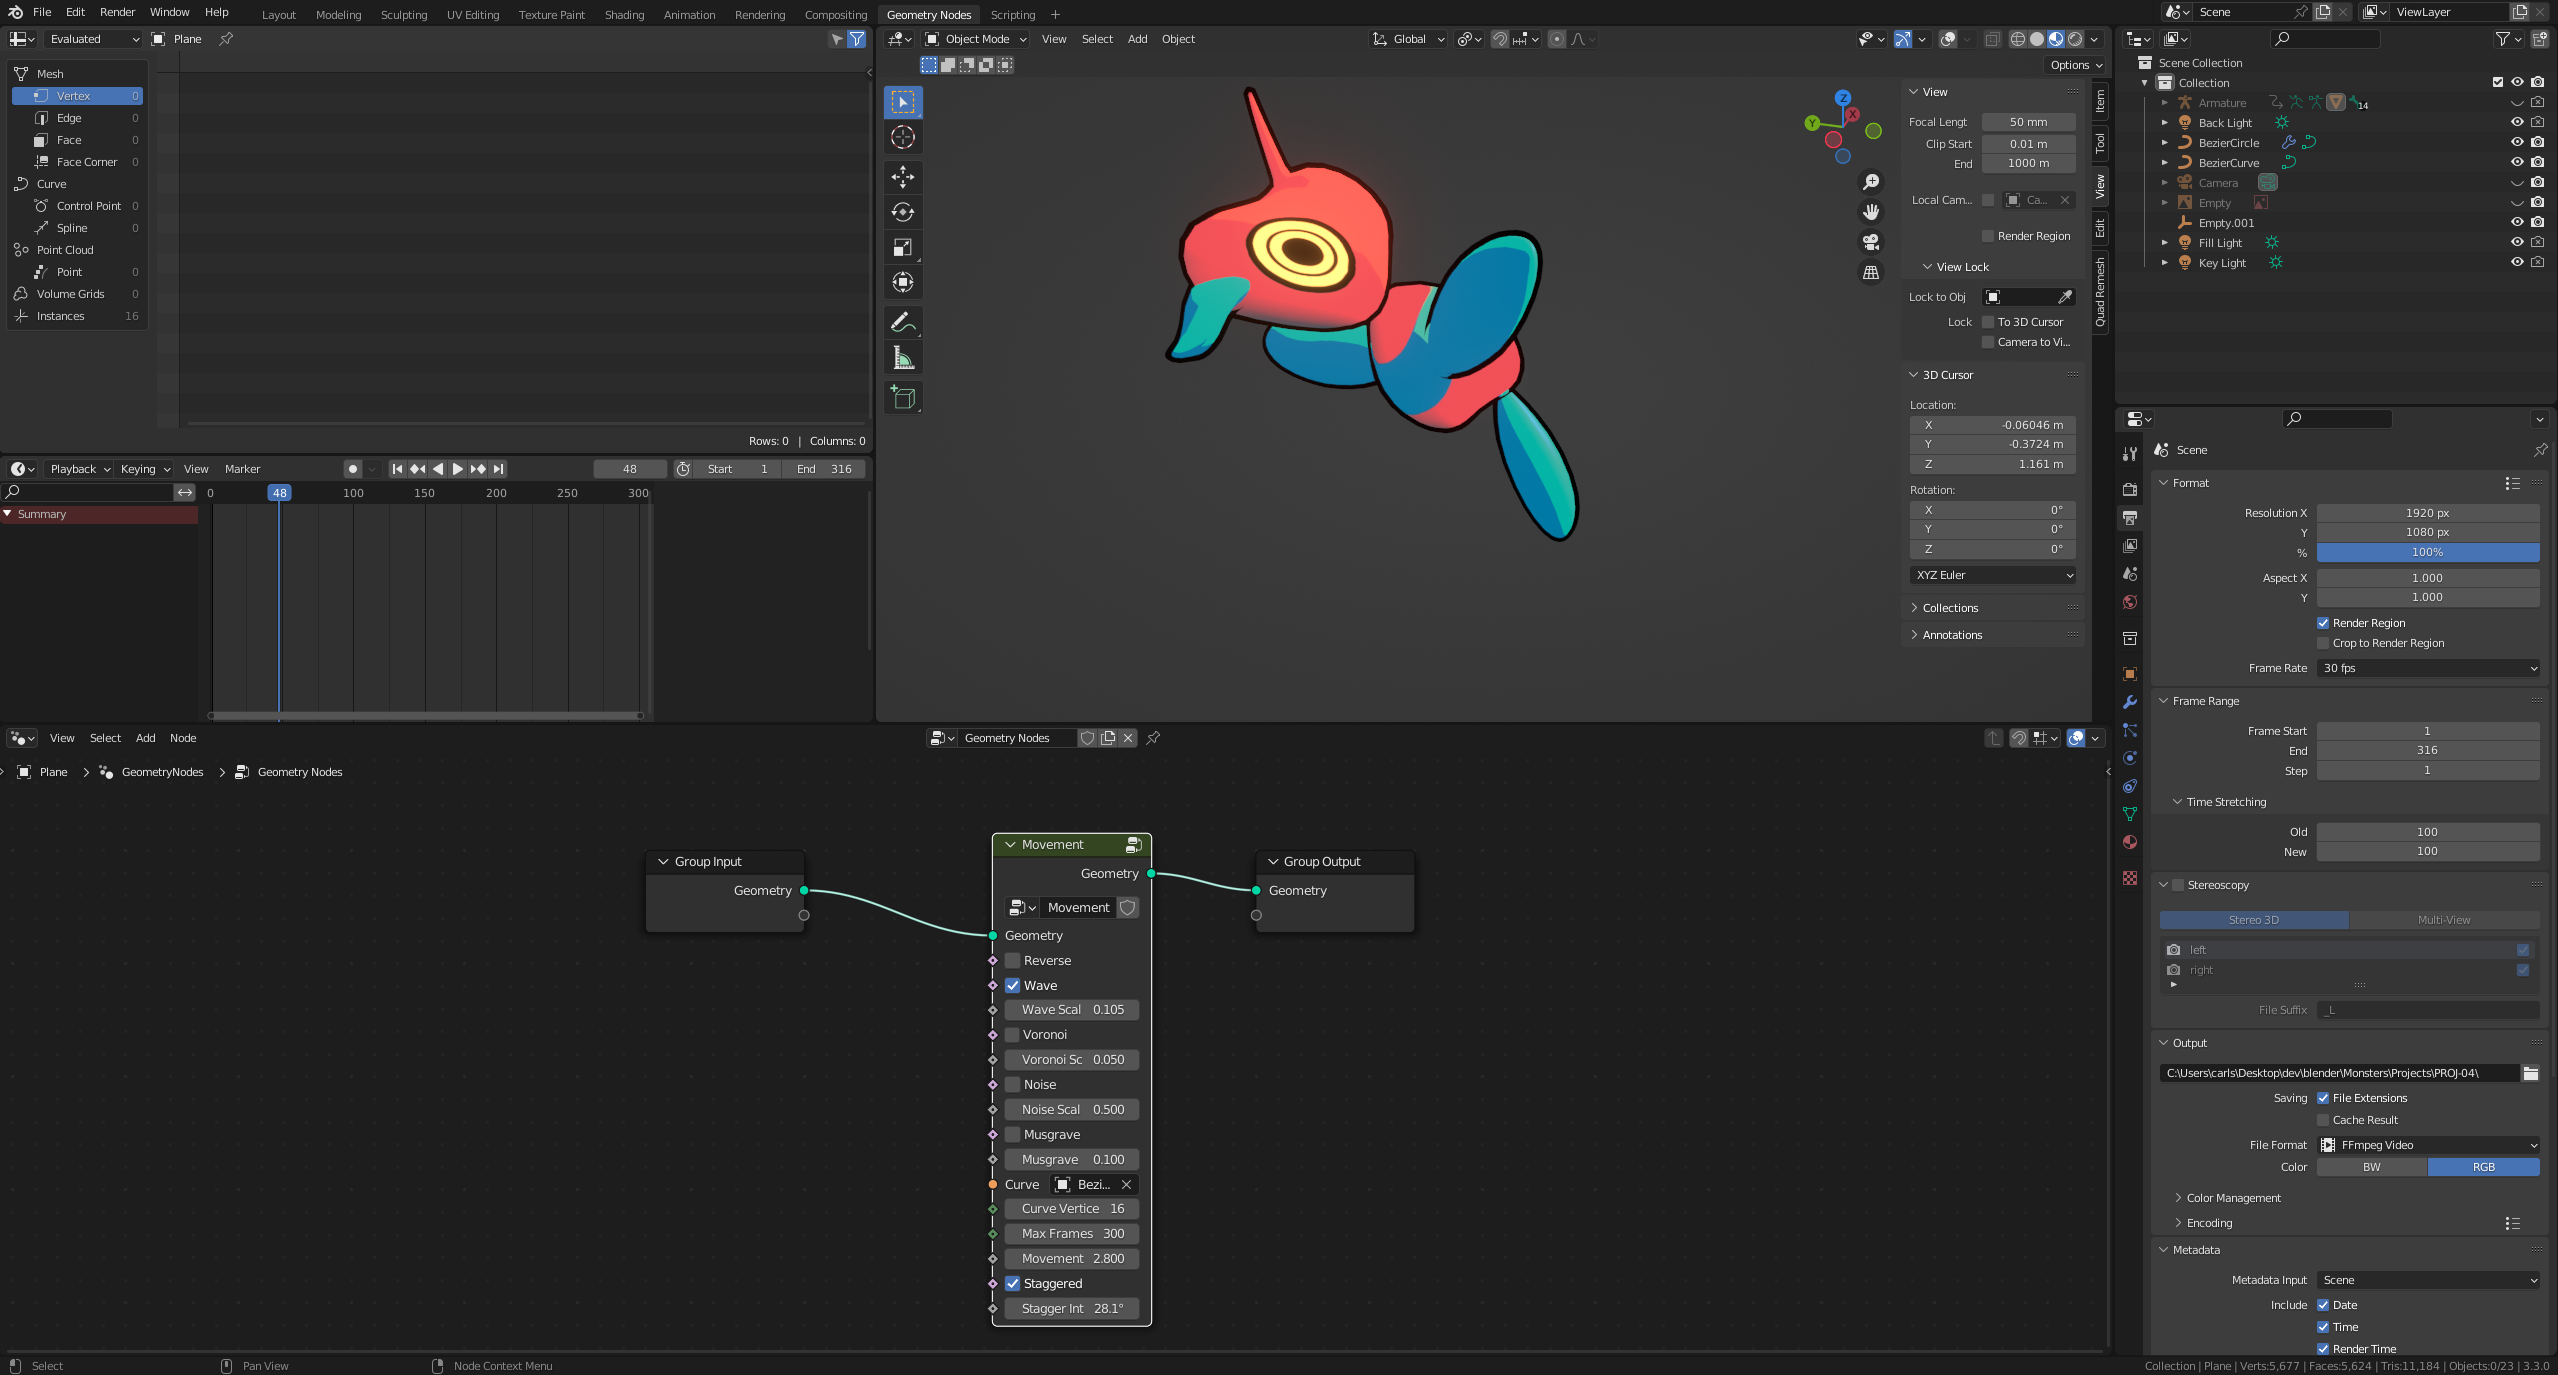 File Edit Render Window Help Layout Modeling Sculpting UV Editing Texture Paint Shading Animation Rendering Compositing Geometry Nodes Scripting + Scene ViewLayer
Evaluated Plane
Mesh
Vertex 0
Edge 0
Face 0
Face Corner 0
Curve
Control Point 0
Spline 0
Point Cloud
Point 0
Volume Grids 0
Instances 16
Rows: 0 | Columns: 0
Playback Keying View Marker 48 Start 1 End 316
0 48 100 150 200 250 300
Summary
Object Mode View Select Add Object Global
Options
Z
X
Y
View
Focal Lengt 50 mm
Clip Start 0.01 m
End 1000 m
Local Cam... Ca...
Render Region
View Lock
Lock to Obj
Lock To 3D Cursor
Camera to Vi...
3D Cursor
Location:
X -0.06046 m
Y -0.3724 m
Z 1.161 m
Rotation:
X 0°
Y 0°
Z 0°
XYZ Euler
Collections
Annotations
Item
Tool
View
Edit
Quad Remesh
Scene Collection
Collection
Armature 14
Back Light
BezierCircle
BezierCurve
Camera
Empty
Empty.001
Fill Light
Key Light
Scene
Format
Resolution X 1920 px
Y 1080 px
% 100%
Aspect X 1.000
Y 1.000
Render Region
Crop to Render Region
Frame Rate 30 fps
Frame Range
Frame Start 1
End 316
Step 1
Time Stretching
Old 100
New 100
Stereoscopy
Stereo 3D Multi-View
left
right
File Suffix _L
Output
C:\Users\carls\Desktop\dev\blender\Monsters\Projects\PROJ-04\
Saving File Extensions
Cache Result
File Format FFmpeg Video
Color BW RGB
Color Management
Encoding
Metadata
Metadata Input Scene
Include Date
Time
Render Time
View Select Add Node Geometry Nodes
Plane > GeometryNodes > Geometry Nodes
Group Input
Geometry
Movement
Geometry
Movement
Geometry
Reverse
Wave
Wave Scal 0.105
Voronoi
Voronoi Sc 0.050
Noise
Noise Scal 0.500
Musgrave
Musgrave 0.100
Curve Bezi...
Curve Vertice 16
Max Frames 300
Movement 2.800
Staggered
Stagger Int 28.1°
Group Output
Geometry
Select Pan View Node Context Menu Collection | Plane | Verts:5,677 | Faces:5,624 | Tris:11,184 | Objects:0/23 | 3.3.0